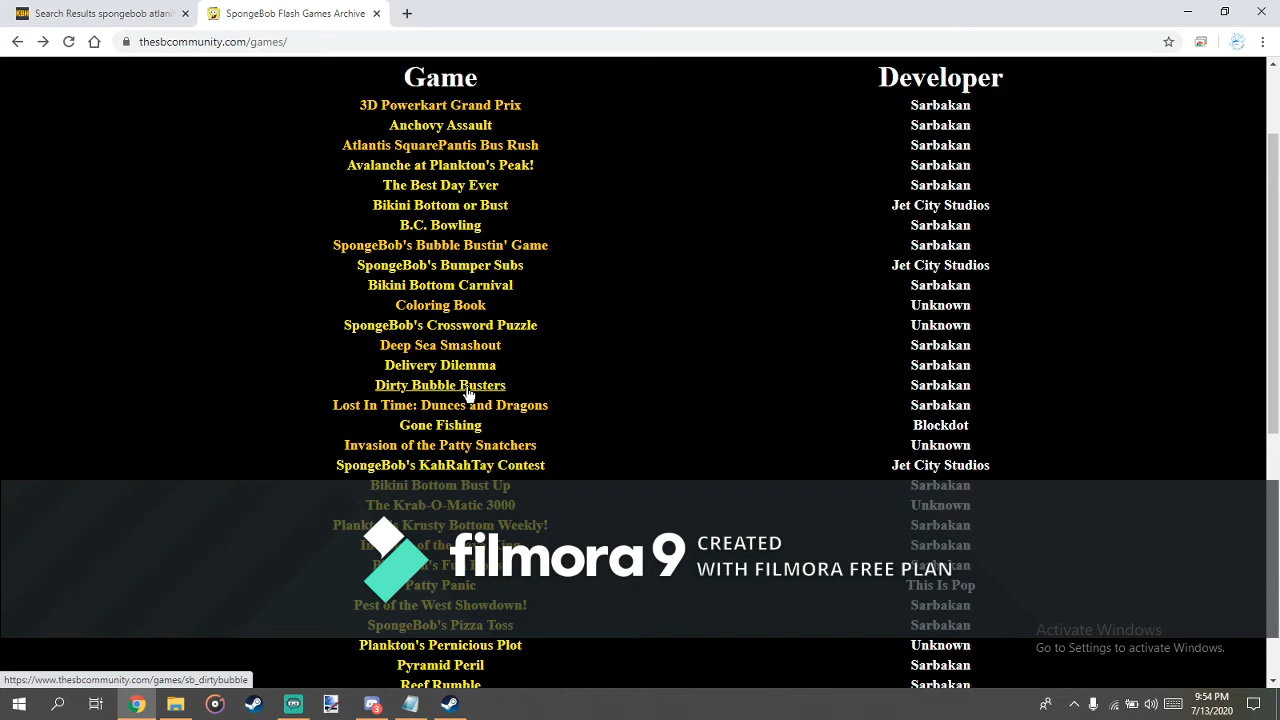 Search Results spongebob atlan
SpongeBob Flash Games Archive
thesbcommunity.com/games/
Game Developer
3D Powerkart Grand Prix Sarbakan
Anchovy Assault Sarbakan
Atlantis SquarePantis Bus Rush Sarbakan
Avalanche at Plankton's Peak! Sarbakan
The Best Day Ever Sarbakan
Bikini Bottom or Bust Jet City Studios
B.C. Bowling Sarbakan
SpongeBob's Bubble Bustin' Game Sarbakan
SpongeBob's Bumper Subs Jet City Studios
Bikini Bottom Carnival Sarbakan
Coloring Book Unknown
SpongeBob's Crossword Puzzle Unknown
Deep Sea Smashout Sarbakan
Delivery Dilemma Sarbakan
Dirty Bubble Busters Sarbakan
Lost In Time: Dunces and Dragons Sarbakan
Gone Fishing Blockdot
Invasion of the Patty Snatchers Unknown
SpongeBob's KahRahTay Contest Jet City Studios
Bikini Bottom Bust Up Sarbakan
The Krab-O-Matic 3000 Unknown
Krusty Bottom Weekly! Sarbakan
of the
Patty Panic This Is Pop
Pest of the West Showdown! Sarbakan
SpongeBob's Pizza Toss Sarbakan
Plankton's Pernicious Plot Unknown
Pyramid Peril Sarbakan
Reef Rumble Sarbakan
filmora 9 CREATED
WITH FILMORA FREE PLAN
Activate Windows
Go to Settings to activate Windows.
https://www.thesbcommunity.com/games/sb_dirtybubble
9:54 PM
7/13/2020